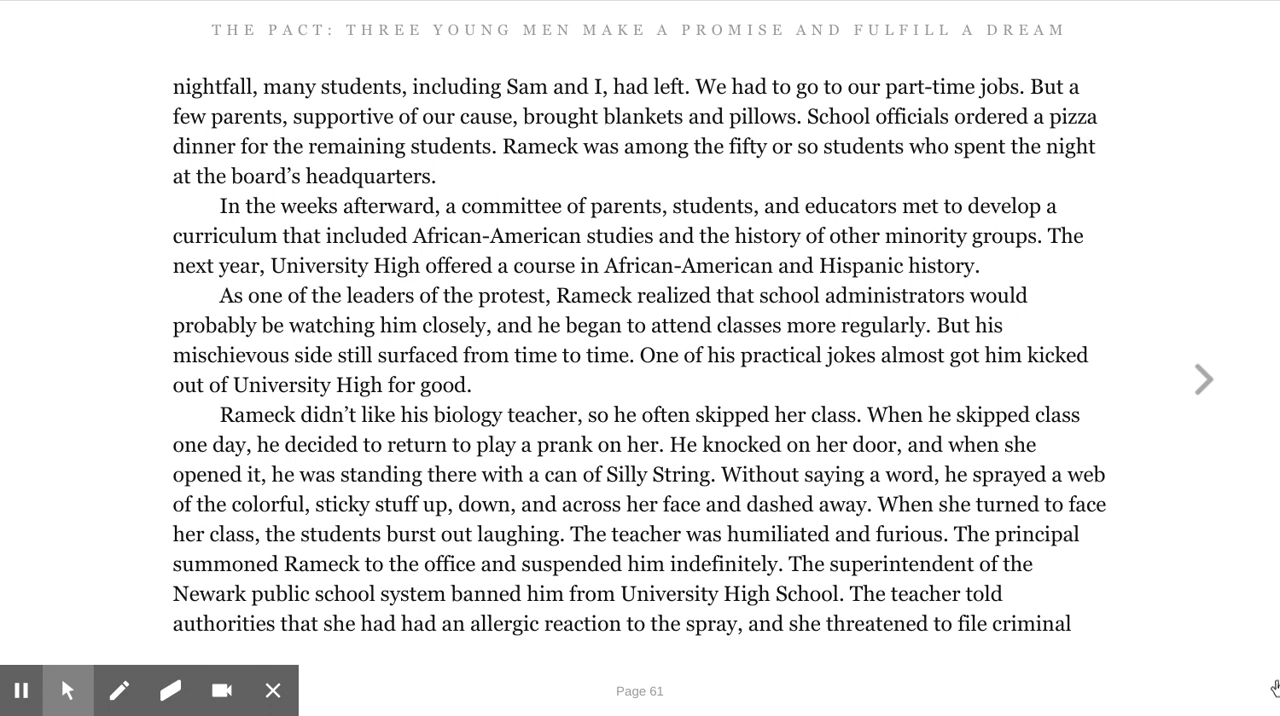 THE PACT: THREE YOUNG MEN MAKE A PROMISE AND FULFILL A DREAM
nightfall, many students, including Sam and I, had left. We had to go to our part-time jobs. But a
few parents, supportive of our cause, brought blankets and pillows. School officials ordered a pizza
dinner for the remaining students. Rameck was among the fifty or so students who spent the night
at the board’s headquarters.
In the weeks afterward, a committee of parents, students, and educators met to develop a
curriculum that included African-American studies and the history of other minority groups. The
next year, University High offered a course in African-American and Hispanic history.
As one of the leaders of the protest, Rameck realized that school administrators would
probably be watching him closely, and he began to attend classes more regularly. But his
mischievous side still surfaced from time to time. One of his practical jokes almost got him kicked
out of University High for good.
Rameck didn’t like his biology teacher, so he often skipped her class. When he skipped class
one day, he decided to return to play a prank on her. He knocked on her door, and when she
opened it, he was standing there with a can of Silly String. Without saying a word, he sprayed a web
of the colorful, sticky stuff up, down, and across her face and dashed away. When she turned to face
her class, the students burst out laughing. The teacher was humiliated and furious. The principal
summoned Rameck to the office and suspended him indefinitely. The superintendent of the
Newark public school system banned him from University High School. The teacher told
authorities that she had had an allergic reaction to the spray, and she threatened to file criminal
Page 61